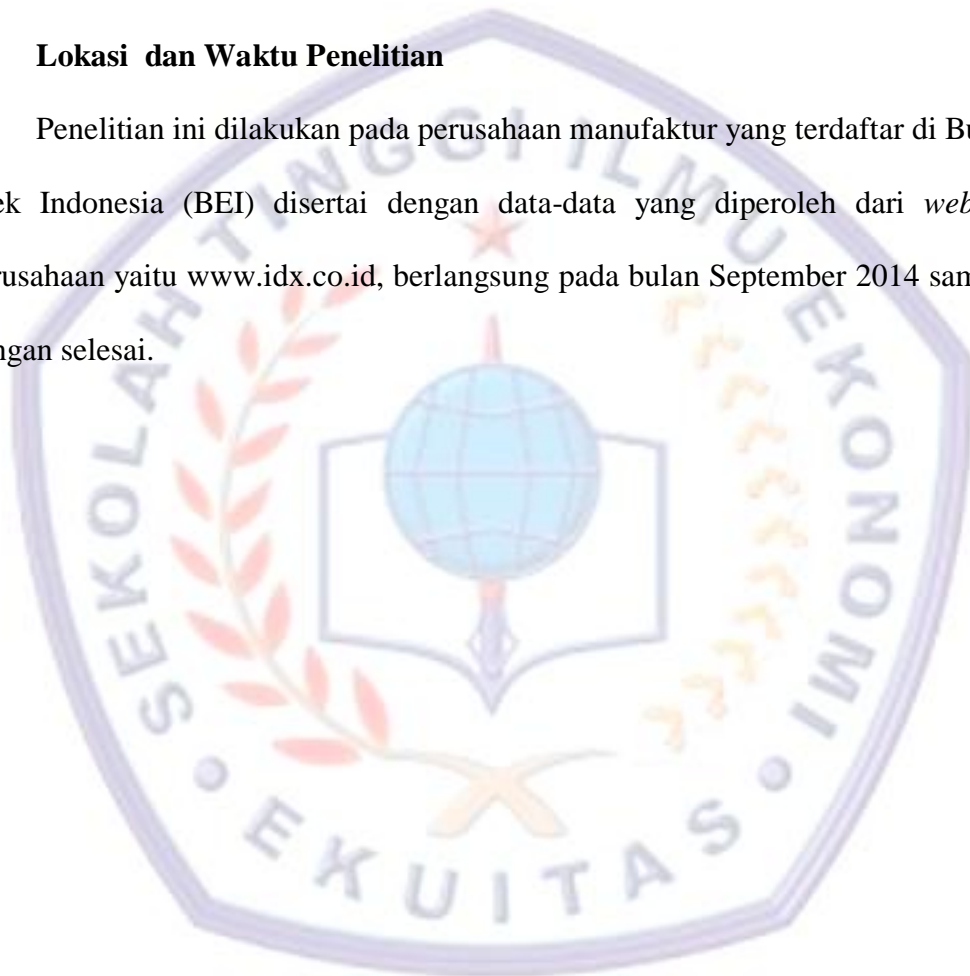 Lokasi dan Waktu Penelitian
Penelitian ini dilakukan pada perusahaan manufaktur yang terdaftar di Bu
ek Indonesia (BEI) disertai dengan data-data yang diperoleh dari web
rusahaan yaitu www.idx.co.id, berlangsung pada bulan September 2014 sam
ngan selesai.
SEKOLAH TINGGI ILMU EKONOMI
EKUITAS